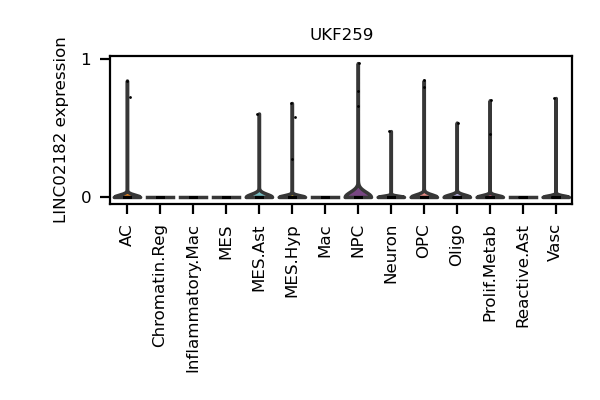 UKF259
LINC02182 expression
1
0
AC
Chromatin.Reg
Inflammatory.Mac
MES
MES.Ast
MES.Hyp
Mac
NPC
Neuron
OPC
Oligo
Prolif.Metab
Reactive.Ast
Vasc